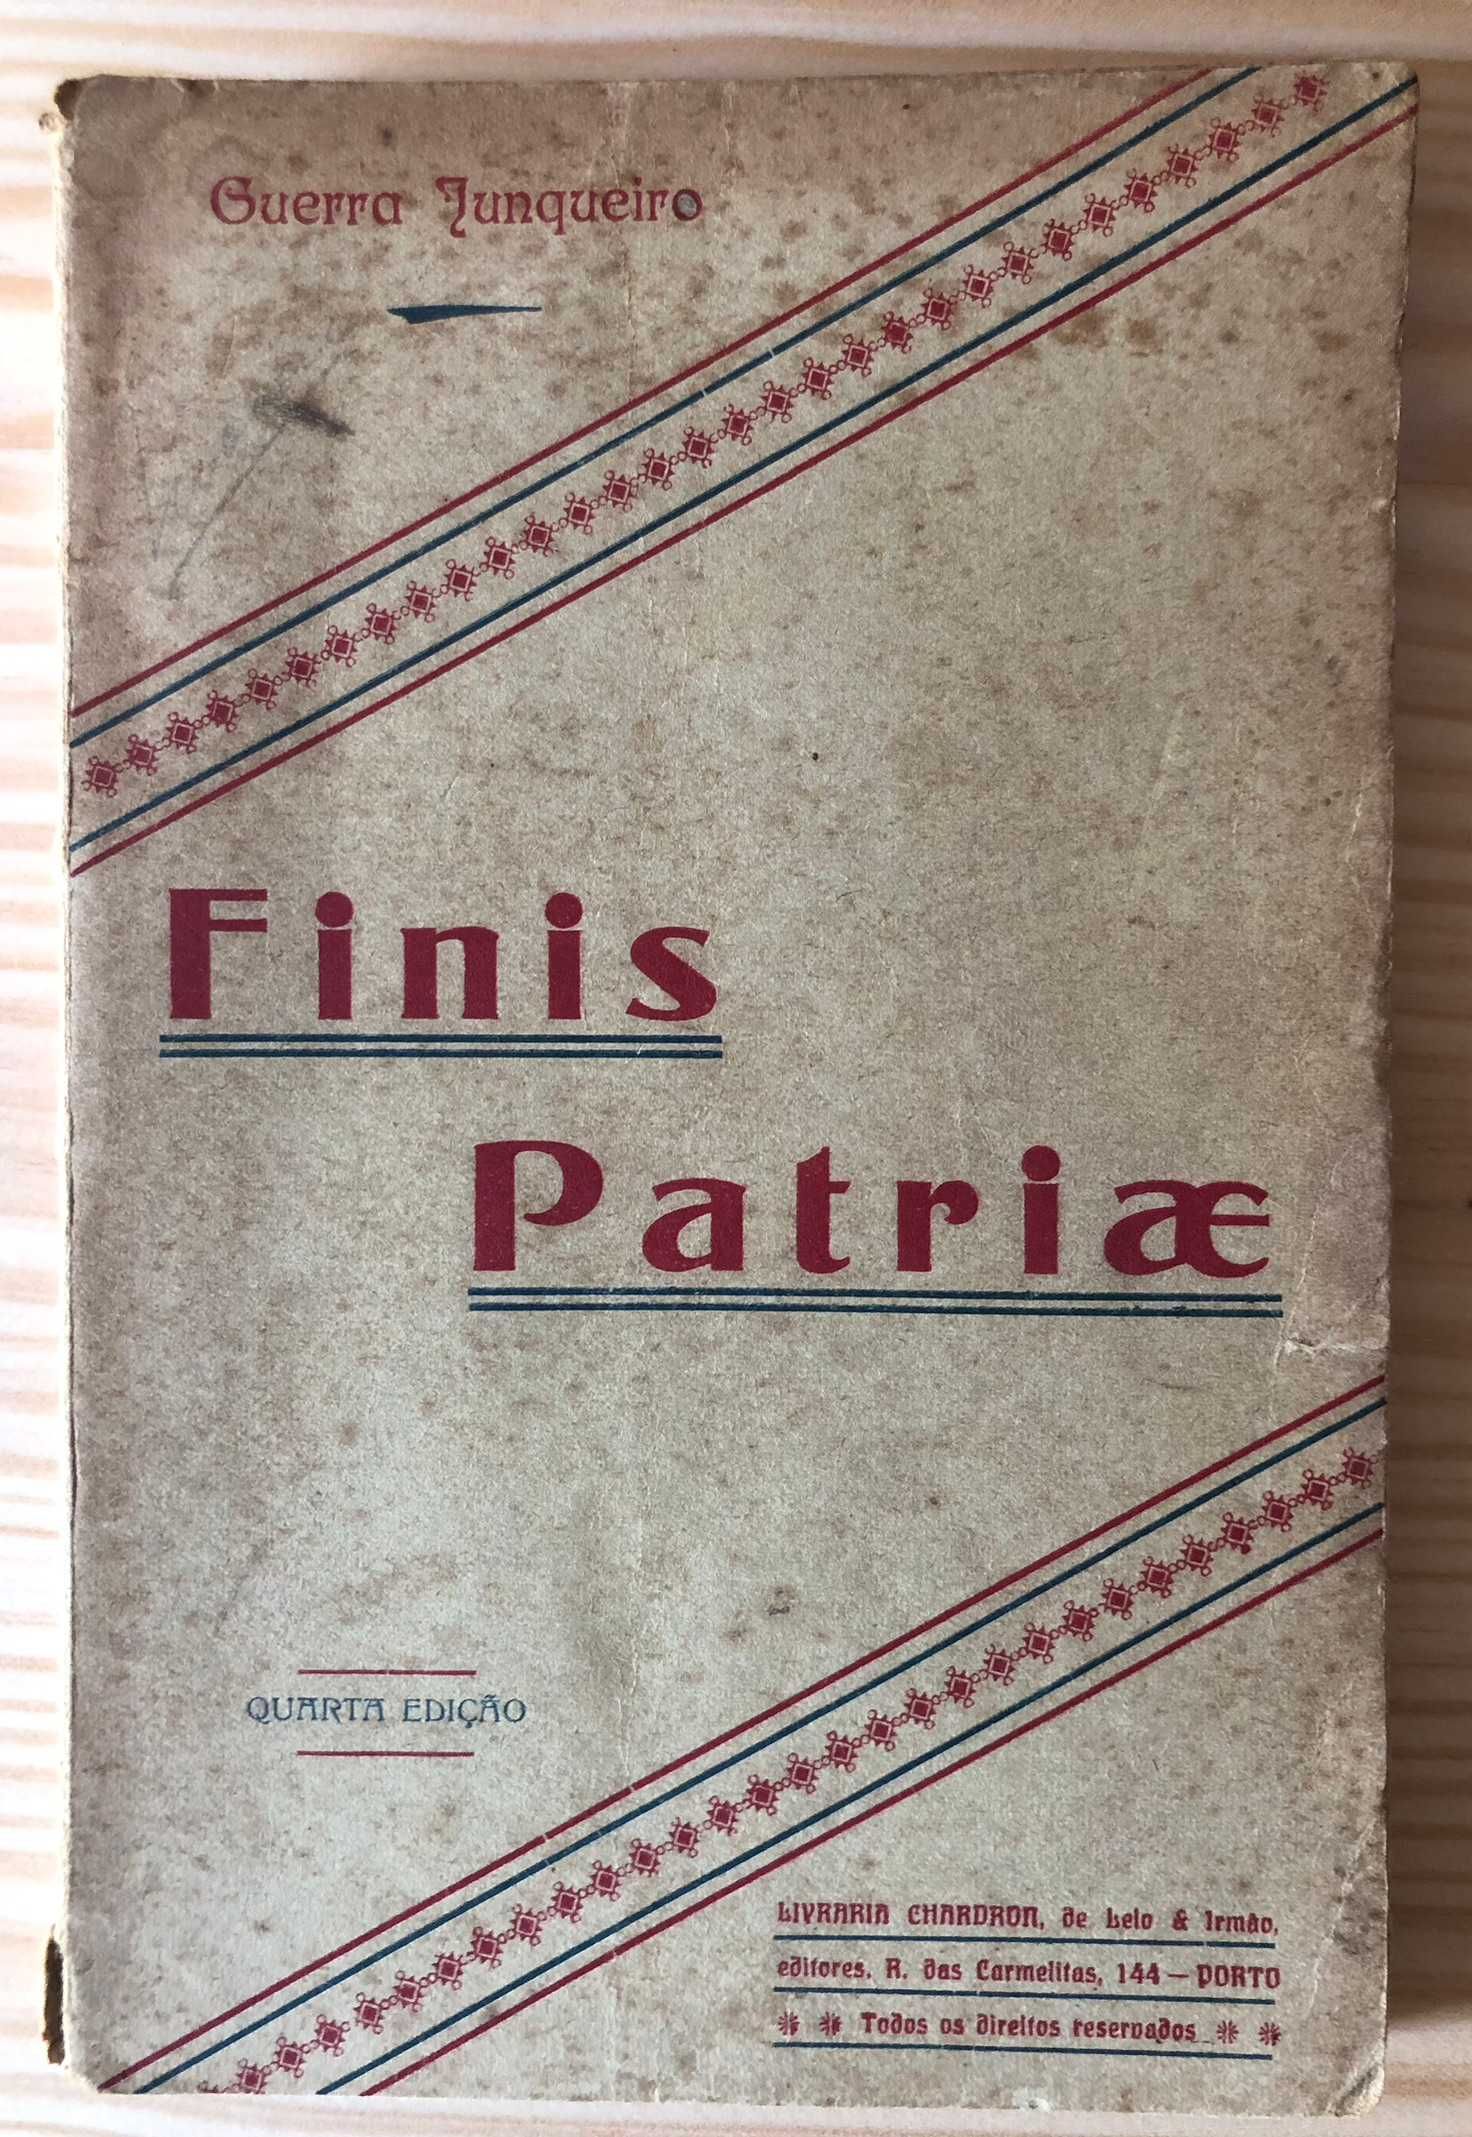 Guerra Junqueiro
Finis
Patriæ
QUARTA EDIÇÃO
LIVRARIA CHARDRON, de Lelo & Irmão,
editores, R. das Carmelitas, 144 — PORTO
Todos os direitos reservados